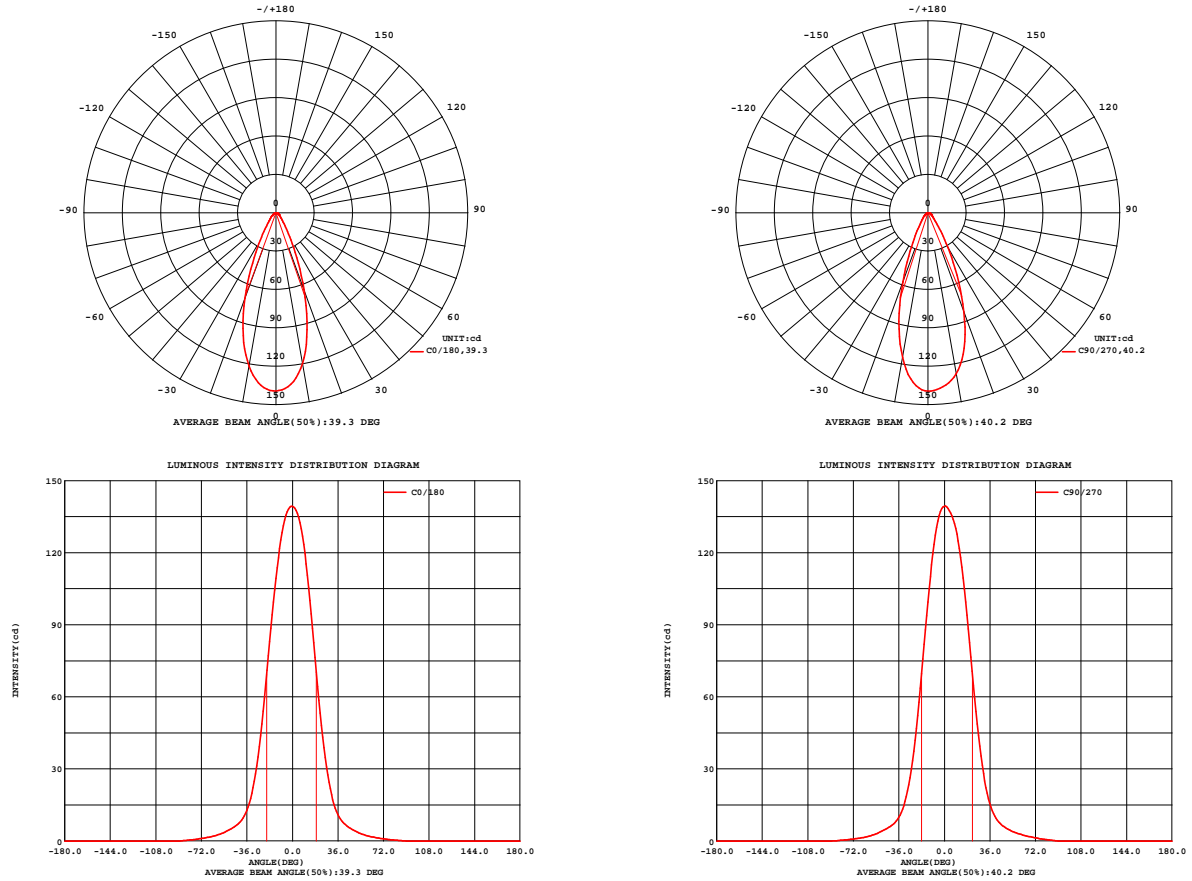 -/+180
-150
150
-120
120
-90
90
-60
60
-30
30
0
30
60
90
120
150
0
UNIT:cd
C0/180,39.3
AVERAGE BEAM ANGLE(50%):39.3 DEG
-/+180
-150
150
-120
120
-90
90
-60
60
-30
30
0
30
60
90
120
150
0
UNIT:cd
C90/270,40.2
AVERAGE BEAM ANGLE(50%):40.2 DEG
LUMINOUS INTENSITY DISTRIBUTION DIAGRAM
C0/180
150
120
90
60
30
0
INTENSITY(cd)
-180.0 -144.0 -108.0 -72.0 -36.0 0.0 36.0 72.0 108.0 144.0 180.0
ANGLE(DEG)
AVERAGE BEAM ANGLE(50%):39.3 DEG
LUMINOUS INTENSITY DISTRIBUTION DIAGRAM
C90/270
150
120
90
60
30
0
INTENSITY(cd)
-180.0 -144.0 -108.0 -72.0 -36.0 0.0 36.0 72.0 108.0 144.0 180.0
ANGLE(DEG)
AVERAGE BEAM ANGLE(50%):40.2 DEG